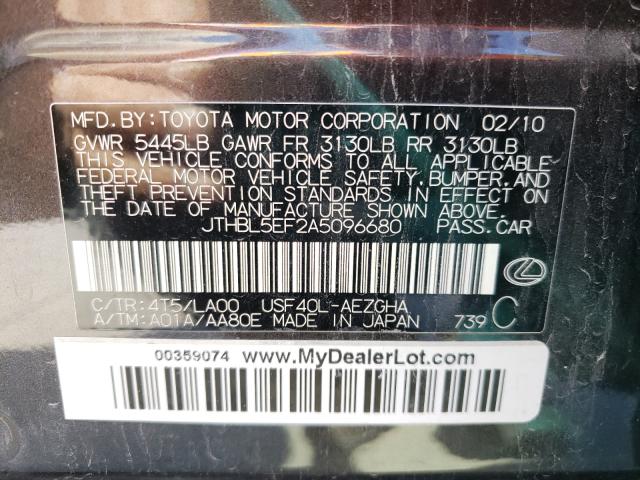 MFD.BY:TOYOTA MOTOR CORPORATION 02/10
GVWR 5445LB GAWR FR 3130LB RR 3130LB
THIS VEHICLE CONFORMS TO ALL APPLICABLE
FEDERAL MOTOR VEHICLE SAFETY,BUMPER,AND
THEFT PREVENTION STANDARDS IN EFFECT ON
THE DATE OF MANUFACTURE SHOWN ABOVE.
JTHBL5EF2A5096680 PASS.CAR
C/TR:4T5/LA00 USF40L-AEZGHA
A/TM:A01A/AA80E MADE IN JAPAN 739 C
00359074 www.MyDealerLot.com